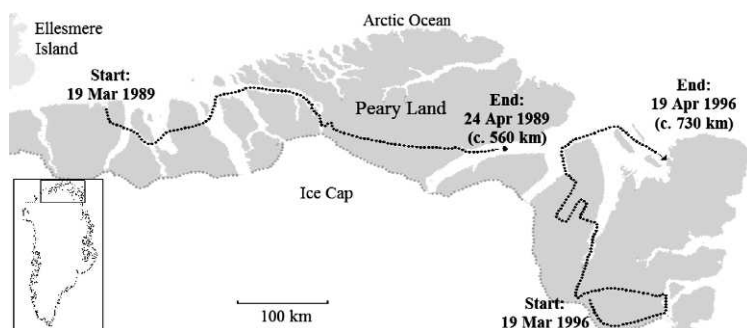 Ellesmere
Island
Arctic Ocean
Start:
19 Mar 1989
Peary Land
End:
24 Apr 1989
(c. 560 km)
End:
19 Apr 1996
(c. 730 km)
Ice Cap
100 km
Start:
19 Mar 1996